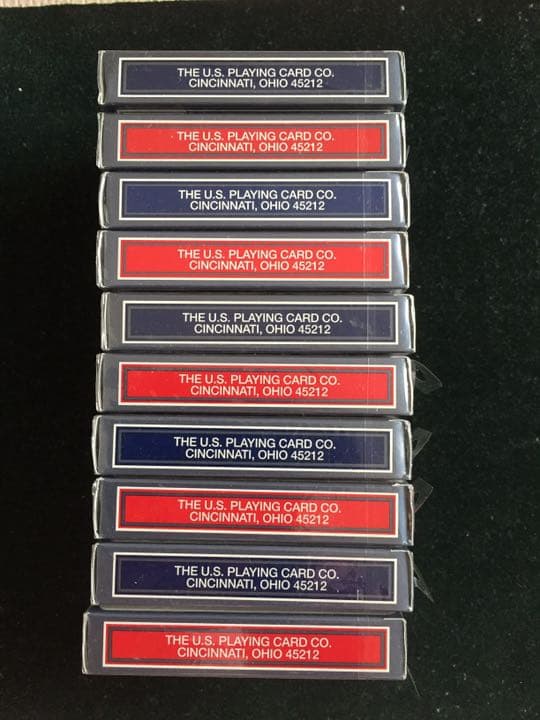 THE U.S. PLAYING CARD CO.
CINCINNATI, OHIO 45212
THE U.S. PLAYING CARD CO.
CINCINNATI, OHIO 45212
THE U.S. PLAYING CARD CO.
CINCINNATI, OHIO 45212
THE U.S. PLAYING CARD CO.
CINCINNATI, OHIO 45212
THE U.S. PLAYING CARD CO.
CINCINNATI, OHIO 45212
THE U.S. PLAYING CARD CO.
CINCINNATI, OHIO 45212
THE U.S. PLAYING CARD CO.
CINCINNATI, OHIO 45212
THE U.S. PLAYING CARD CO.
CINCINNATI, OHIO 45212
THE U.S. PLAYING CARD CO.
CINCINNATI, OHIO 45212
THE U.S. PLAYING CARD CO.
CINCINNATI, OHIO 45212